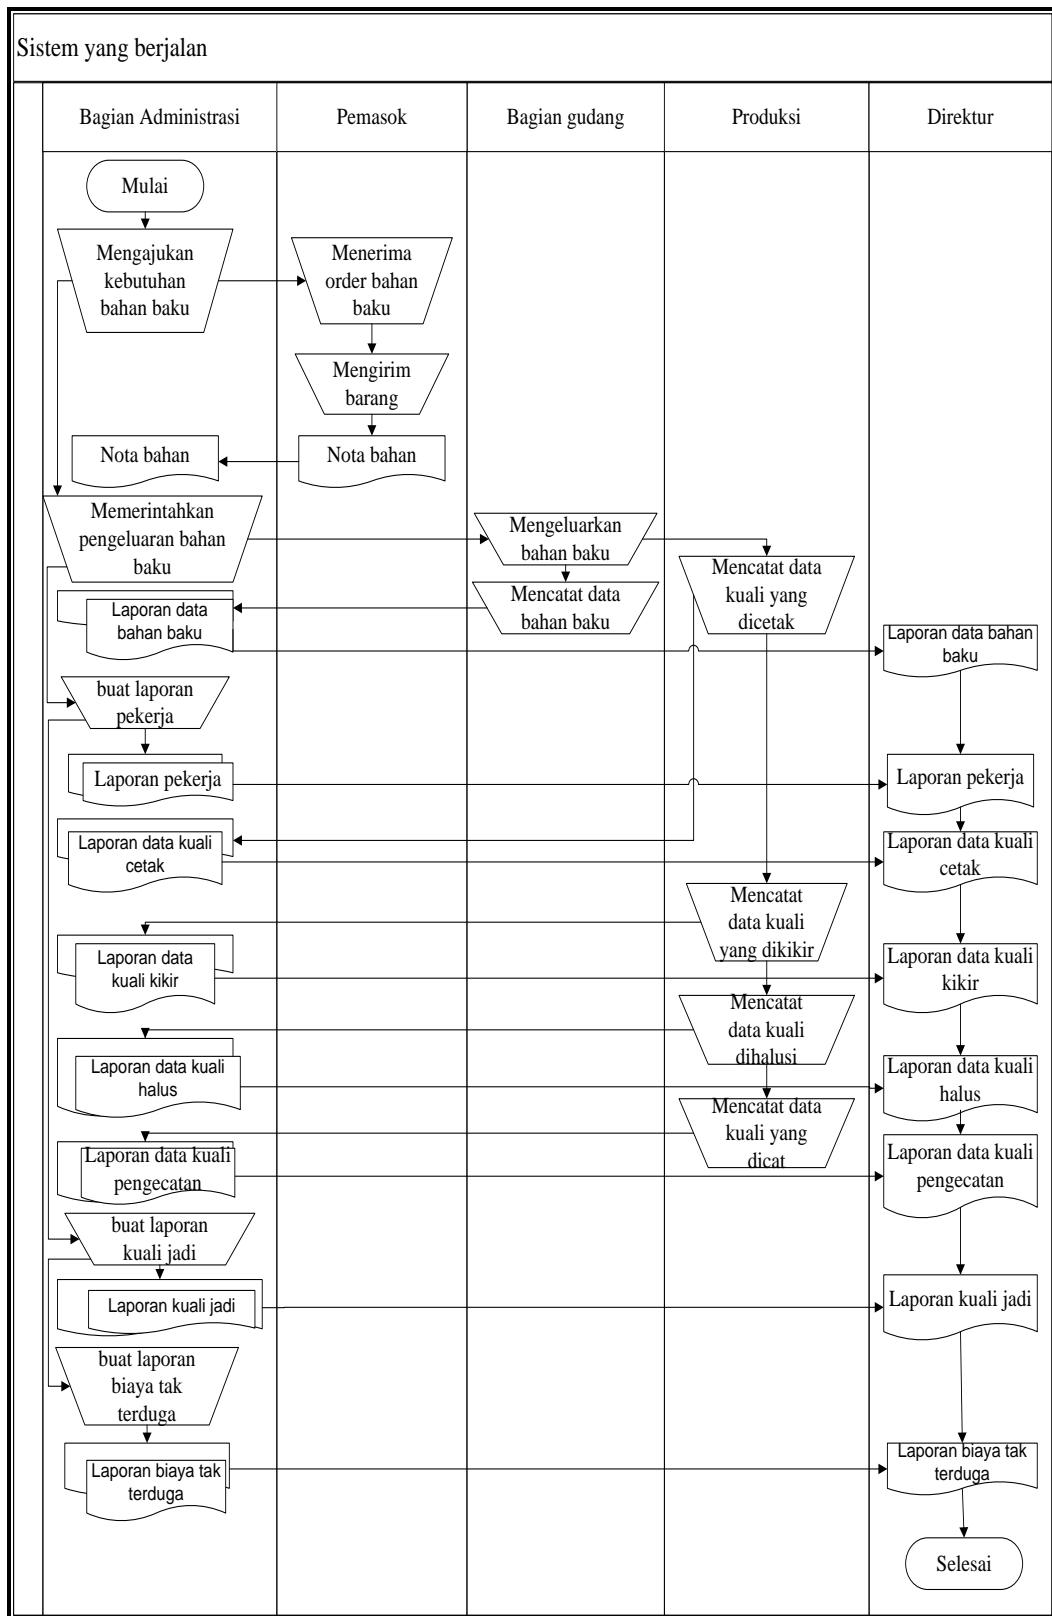 Sistem yang berjalan
Bagian Administrasi
Pemasok
Bagian gudang
Produksi
Direktur
Mulai
Mengajukan
kebutuhan
bahan baku
Menerima
order bahan
baku
Mengirim
barang
Nota bahan
Nota bahan
Memerintahkan
pengeluaran bahan
baku
Mengeluarkan
bahan baku
Mencatat data
kuali yang
dicetak
Mencatat data
bahan baku
Laporan data
bahan baku
Laporan data bahan
baku
buat laporan
pekerja
Laporan pekerja
Laporan pekerja
Laporan data kuali
cetak
Laporan data kuali
cetak
Mencatat
data kuali
yang dikikir
Laporan data
kuali kikir
Laporan data kuali
kikir
Mencatat
data kuali
dihalusi
Laporan data kuali
halus
Laporan data kuali
halus
Mencatat data
kuali yang
dicat
Laporan data kuali
pengecatan
Laporan data kuali
pengecatan
buat laporan
kuali jadi
Laporan kuali jadi
Laporan kuali jadi
buat laporan
biaya tak
terduga
Laporan biaya tak
terduga
Laporan biaya tak
terduga
Selesai